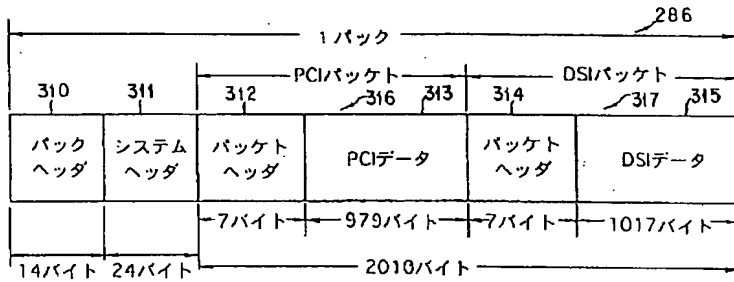 286
1パック
PCIパケット
DSIパケット
310
311
312
316
313
314
317
315
パック
ヘッダ
システム
ヘッダ
パッケト
ヘッダ
PCIデータ
パッケト
ヘッダ
DSIデータ
7バイト
979バイト
7バイト
1017バイト
14バイト
24バイト
2010バイト